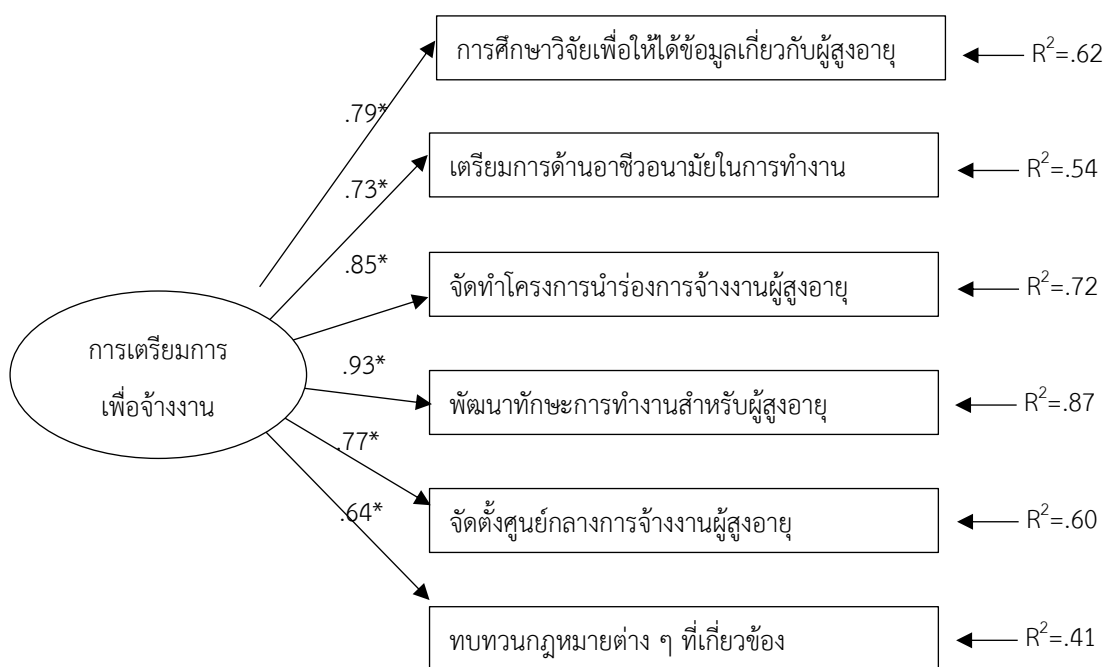 การศึกษาวิจัยเพื่อให้ได้ข้อมูลเกี่ยวกับผู้สูงอายุ
R²=.62
.79*
เตรียมการด้านอาชีวอนามัยในการทำงาน
R²=.54
.73*
.85*
จัดทำโครงการนำร่องการจ้างงานผู้สูงอายุ
R²=.72
การเตรียมการ
เพื่อจ้างงาน
.93*
พัฒนาทักษะการทำงานสำหรับผู้สูงอายุ
R²=.87
.77*
.64*
จัดตั้งศูนย์กลางการจ้างงานผู้สูงอายุ
R²=.60
ทบทวนกฎหมายต่าง ๆ ที่เกี่ยวข้อง
R²=.41